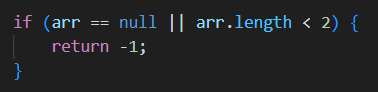 if (arr == null || arr.length < 2) {
    return -1;
}